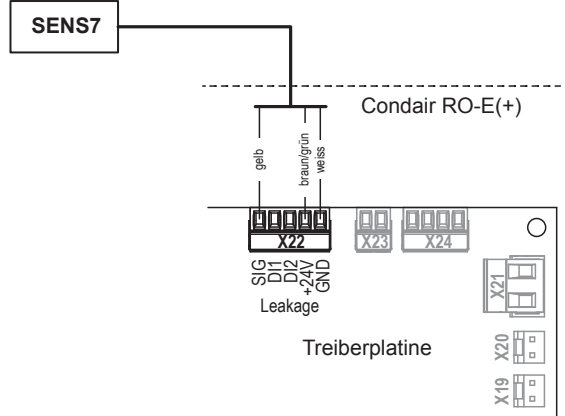 SENS7
Condair RO-E(+)
gelb
braun/grün
weiss
X22
X23
X24
SIG
DI1
DI2
+24V
GND
Leakage
X21
Treiberplatine
X20
X19